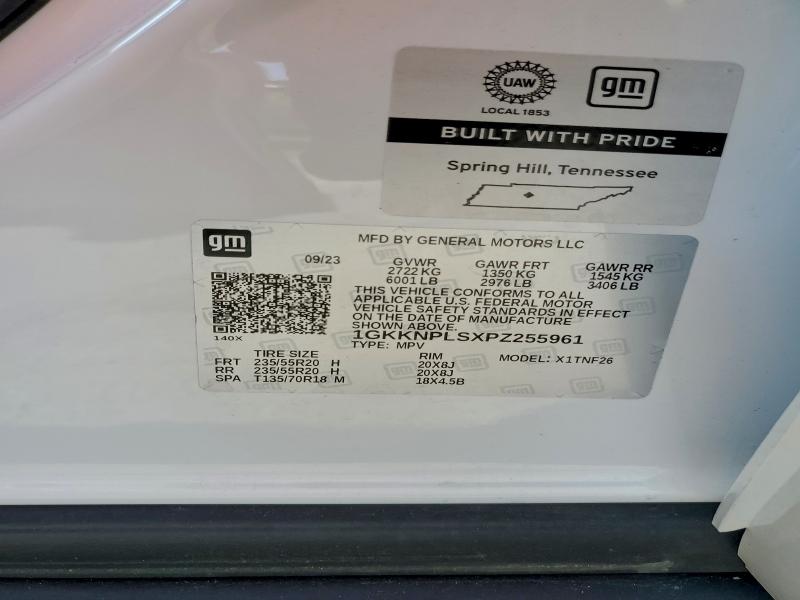 UAW
gm
LOCAL 1853
BUILT WITH PRIDE
Spring Hill, Tennessee
gm
MFD BY GENERAL MOTORS LLC
09/23
GVWR GAWR FRT GAWR RR
2722 KG 1350 KG 1545 KG
6001 LB 2976 LB 3406 LB
THIS VEHICLE CONFORMS TO ALL
APPLICABLE U.S. FEDERAL MOTOR
VEHICLE SAFETY STANDARDS IN EFFECT
ON THE DATE OF MANUFACTURE
SHOWN ABOVE.
140X
1GKKNPLSXPZ255961
TYPE: MPV
TIRE SIZE RIM MODEL: X1TNF26
FRT 235/55R20 H 20X8J
RR 235/55R20 H 20X8J
SPA T135/70R18 M 18X4.5B